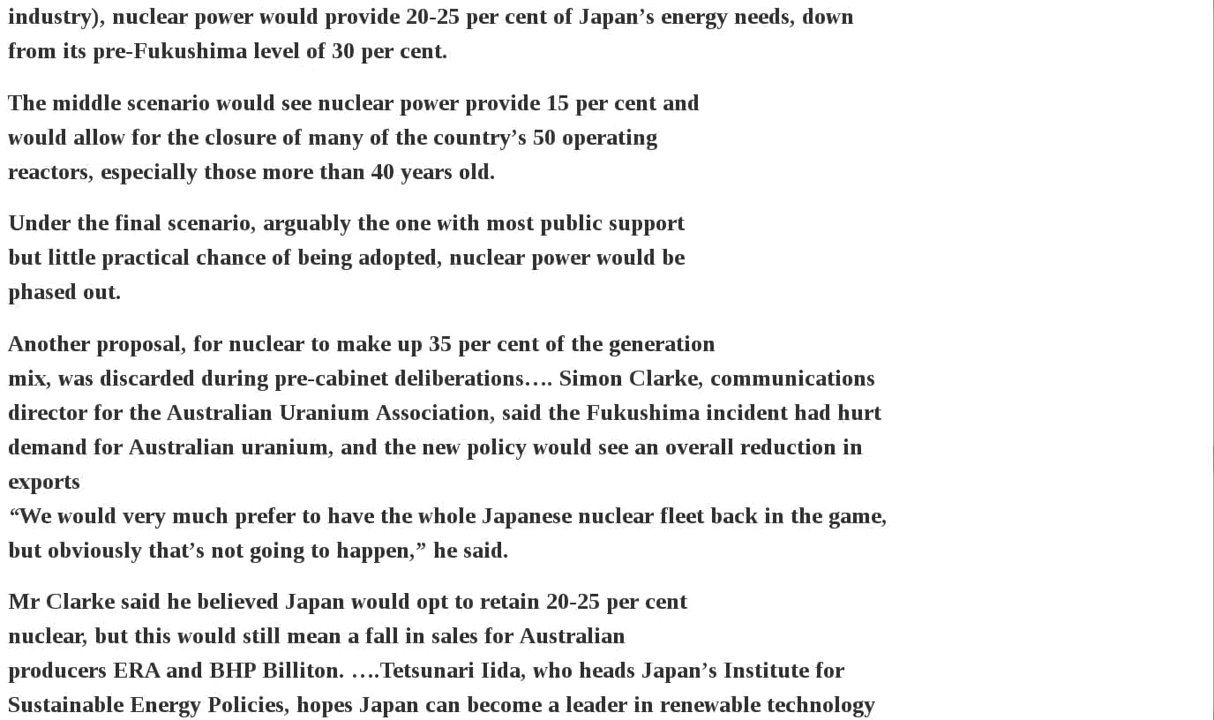 industry), nuclear power would provide 20-25 per cent of Japan’s energy needs, down
from its pre-Fukushima level of 30 per cent.
The middle scenario would see nuclear power provide 15 per cent and
would allow for the closure of many of the country’s 50 operating
reactors, especially those more than 40 years old.
Under the final scenario, arguably the one with most public support
but little practical chance of being adopted, nuclear power would be
phased out.
Another proposal, for nuclear to make up 35 per cent of the generation
mix, was discarded during pre-cabinet deliberations…. Simon Clarke, communications
director for the Australian Uranium Association, said the Fukushima incident had hurt
demand for Australian uranium, and the new policy would see an overall reduction in
exports
“We would very much prefer to have the whole Japanese nuclear fleet back in the game,
but obviously that’s not going to happen,” he said.
Mr Clarke said he believed Japan would opt to retain 20-25 per cent
nuclear, but this would still mean a fall in sales for Australian
producers ERA and BHP Billiton. ….Tetsunari Iida, who heads Japan’s Institute for
Sustainable Energy Policies, hopes Japan can become a leader in renewable technology